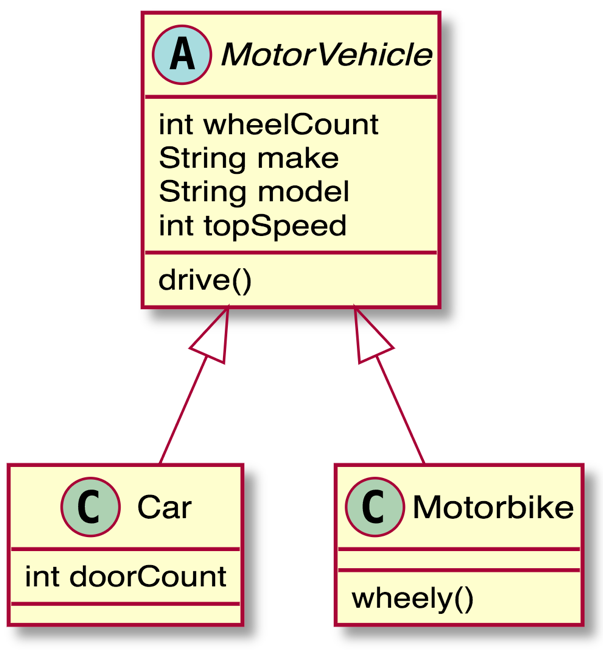 A MotorVehicle
int wheelCount
String make
String model
int topSpeed
drive()
C Car
int doorCount
C Motorbike
wheely()